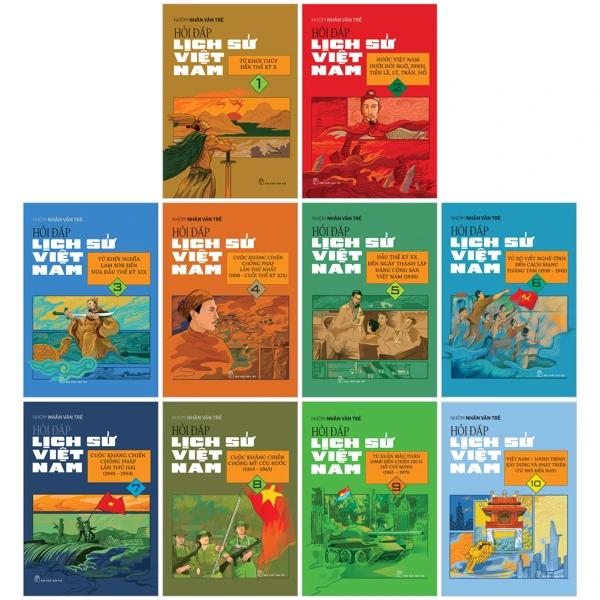 NHÓM NHÂN VĂN TRẺ
HỎI ĐÁP
LỊCH SỬ
VIỆT
NAM
TỪ KHỞI THỦY
ĐẾN THẾ KỶ X
1
NHÓM NHÂN VĂN TRẺ
HỎI ĐÁP
LỊCH SỬ
VIỆT
NAM
NƯỚC VIỆT NAM
DƯỚI ĐỜI NGÔ, ĐINH,
TIỀN LÊ, LÝ, TRẦN, HỒ
2
NHÓM NHÂN VĂN TRẺ
HỎI ĐÁP
LỊCH SỬ
VIỆT
NAM
TỪ KHỞI NGHĨA
LAM SƠN ĐẾN
NỬA ĐẦU THẾ KỶ XIX
3
NHÓM NHÂN VĂN TRẺ
HỎI ĐÁP
LỊCH SỬ
VIỆT
NAM
CUỘC KHÁNG CHIẾN
CHỐNG PHÁP
LẦN THỨ NHẤT
(1858 - CUỐI THẾ KỶ XIX)
4
NHÓM NHÂN VĂN TRẺ
HỎI ĐÁP
LỊCH SỬ
VIỆT
NAM
ĐẦU THẾ KỶ XX
ĐẾN NGÀY THÀNH LẬP
ĐẢNG CỘNG SẢN
VIỆT NAM (1930)
5
NHÓM NHÂN VĂN TRẺ
HỎI ĐÁP
LỊCH SỬ
VIỆT
NAM
TỪ XÔ VIẾT NGHỆ-TĨNH
ĐẾN CÁCH MẠNG
THÁNG TÁM (1930 - 1945)
6
NHÓM NHÂN VĂN TRẺ
HỎI ĐÁP
LỊCH SỬ
VIỆT
NAM
CUỘC KHÁNG CHIẾN
CHỐNG PHÁP
LẦN THỨ HAI
(1945 - 1954)
7
NHÓM NHÂN VĂN TRẺ
HỎI ĐÁP
LỊCH SỬ
VIỆT
NAM
CUỘC KHÁNG CHIẾN
CHỐNG MỸ CỨU NƯỚC
(1954 - 1965)
8
NHÓM NHÂN VĂN TRẺ
HỎI ĐÁP
LỊCH SỬ
VIỆT
NAM
TỪ XUÂN MẬU THÂN
(1968) ĐẾN CHIẾN DỊCH
HỒ CHÍ MINH
(1965 - 1975)
9
NHÓM NHÂN VĂN TRẺ
HỎI ĐÁP
LỊCH SỬ
VIỆT
NAM
VIỆT NAM - HÀNH TRÌNH
XÂY DỰNG VÀ PHÁT TRIỂN
(TỪ 1975 ĐẾN NAY)
10